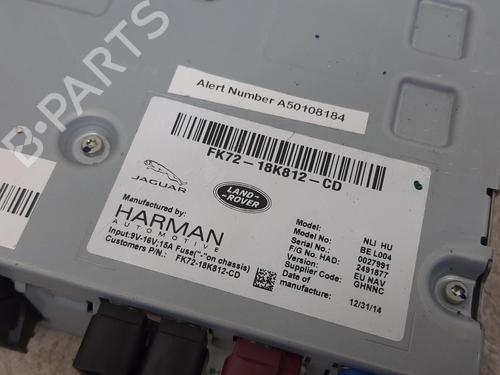 Alert Number A50108184
FK72-18K812-CD
JAGUAR
LAND-
ROVER
Manufactured by:
HARMAN
AUTOMOTIVE
Input:9V-16V;15A Fuse("-"on chassis)
Customers P/N.: FK72-18K812-CD
Model: NLI HU
Model No.: BE L004
Serial No.: 0027991
F/G No. HAD: 2491877
Version: EU NAV
Supplier Code: GHNNC
Date of
manufacture: 12/31/14
B-PARTS